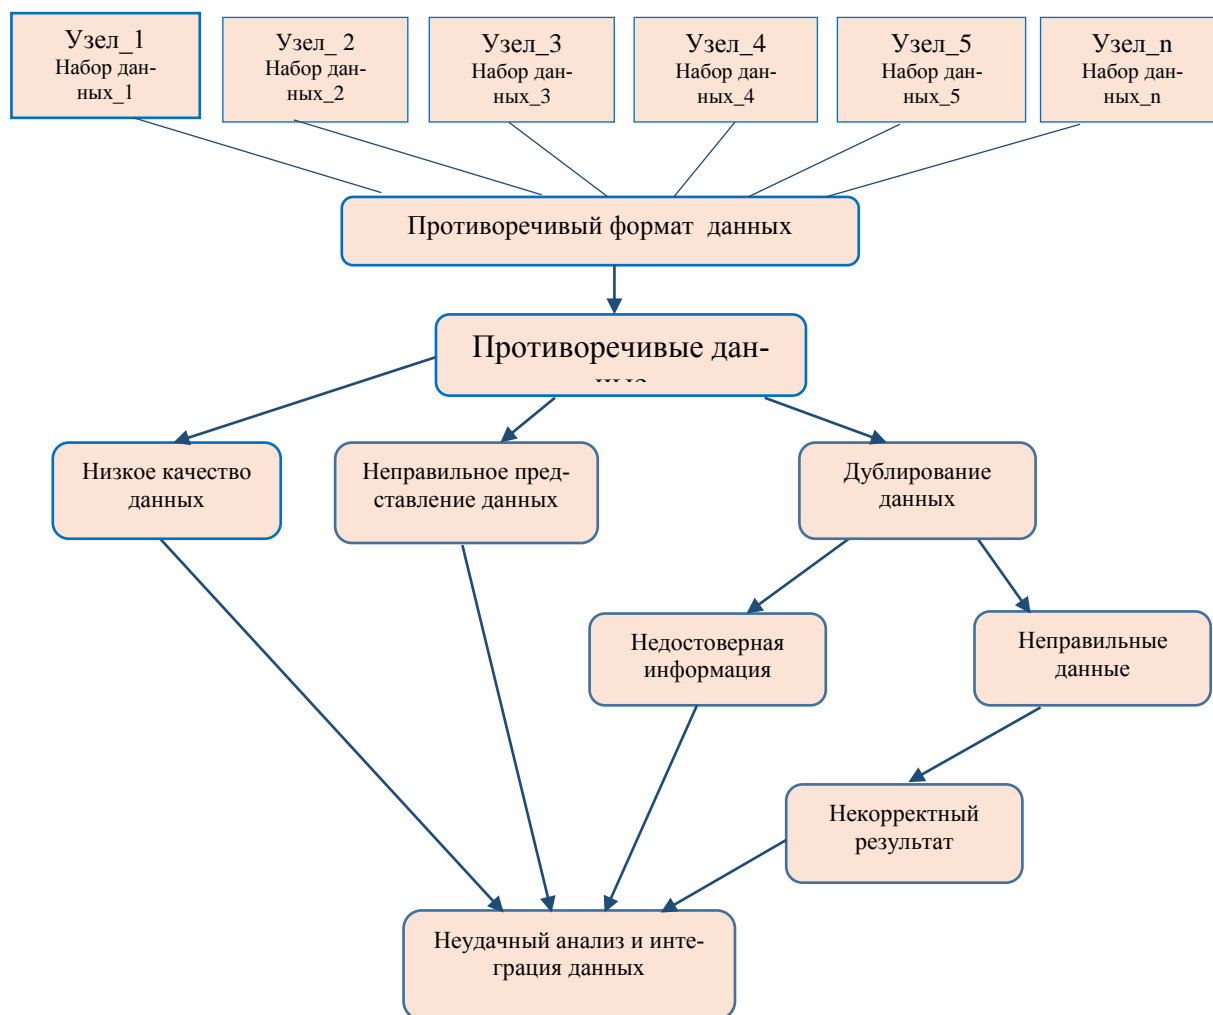 Узел_1
Набор дан-
ных_1
Узел_ 2
Набор дан-
ных_2
Узел_3
Набор дан-
ных_3
Узел_4
Набор дан-
ных_4
Узел_5
Набор дан-
ных_5
Узел_n
Набор дан-
ных_n
Противоречивый формат данных
Противоречивые дан-
Низкое качество
данных
Неправильное пред-
ставление данных
Дублирование
данных
Недостоверная
информация
Неправильные
данные
Некорректный
результат
Неудачный анализ и инте-
грация данных